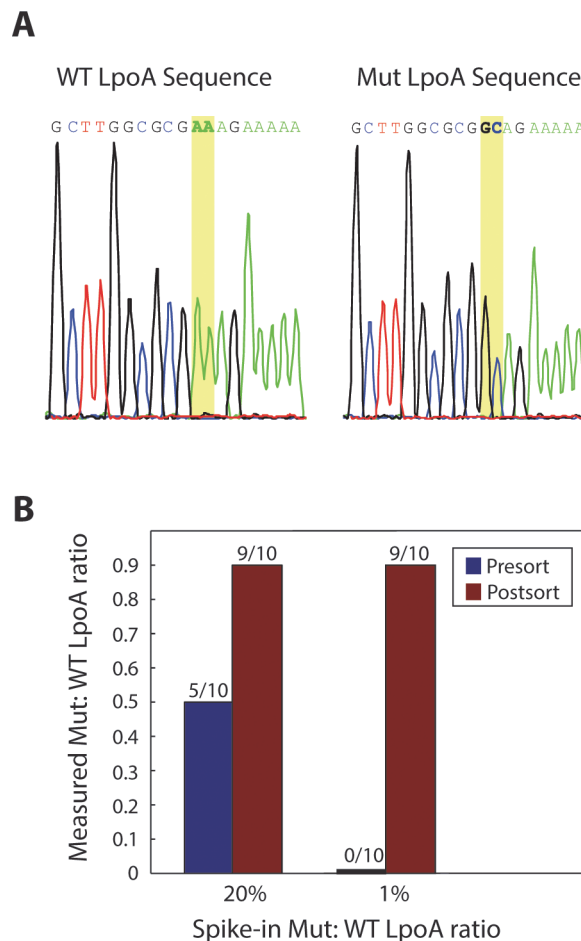 A
WT LpoA Sequence
Mut LpoA Sequence
G C T T G G C G C G A A A G A A A A A
G C T T G G C G C G G C A G A A A A A
B
Measured Mut: WT LpoA ratio
0.9
0.8
0.7
0.6
0.5
0.4
0.3
0.2
0.1
0
9/10
9/10
5/10
0/10
Presort
Postsort
20%
1%
Spike-in Mut: WT LpoA ratio